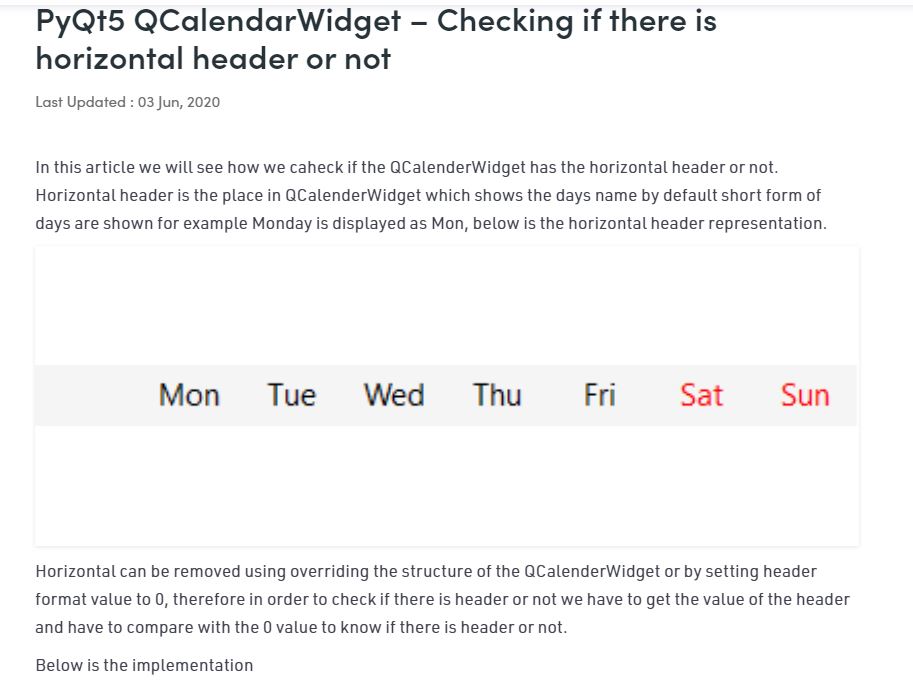 PyQt5 QCalendarWidget – Checking if there is
horizontal header or not
Last Updated : 03 Jun, 2020
In this article we will see how we caheck if the QCalenderWidget has the horizontal header or not.
Horizontal header is the place in QCalenderWidget which shows the days name by default short form of
days are shown for example Monday is displayed as Mon, below is the horizontal header representation.
Mon Tue Wed Thu Fri Sat Sun
Horizontal can be removed using overriding the structure of the QCalenderWidget or by setting header
format value to 0, therefore in order to check if there is header or not we have to get the value of the header
and have to compare with the 0 value to know if there is header or not.
Below is the implementation